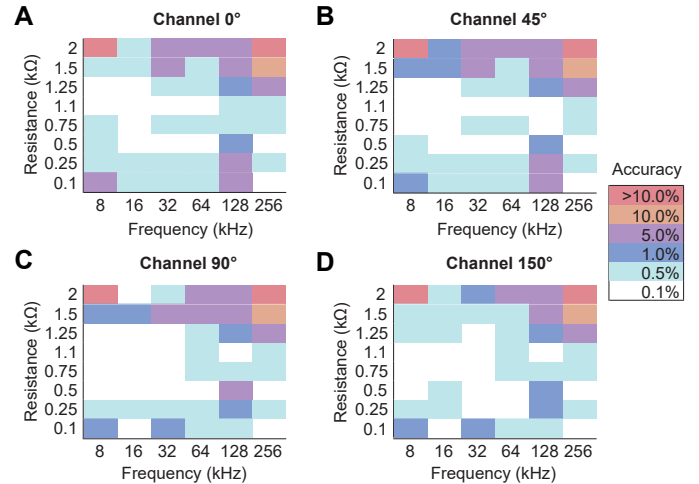 A
Channel 0°
Resistance (kΩ)
2
1.5
1.25
1.1
0.75
0.5
0.25
0.1
8 16 32 64 128 256
Frequency (kHz)
B
Channel 45°
Resistance (kΩ)
2
1.5
1.25
1.1
0.75
0.5
0.25
0.1
8 16 32 64 128 256
Frequency (kHz)
Accuracy
>10.0%
10.0%
5.0%
1.0%
0.5%
0.1%
C
Channel 90°
Resistance (kΩ)
2
1.5
1.25
1.1
0.75
0.5
0.25
0.1
8 16 32 64 128 256
Frequency (kHz)
D
Channel 150°
Resistance (kΩ)
2
1.5
1.25
1.1
0.75
0.5
0.25
0.1
8 16 32 64 128 256
Frequency (kHz)